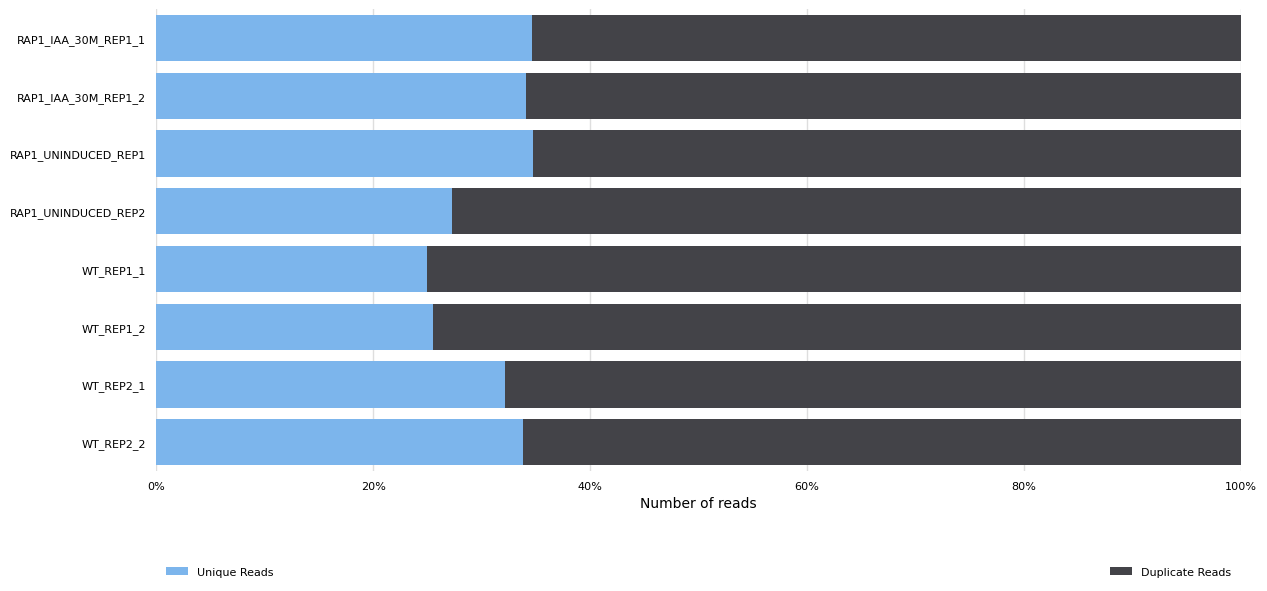 RAP1_IAA_30M_REP1_1
RAP1_IAA_30M_REP1_2
RAP1_UNINDUCED_REP1
RAP1_UNINDUCED_REP2
WT_REP1_1
WT_REP1_2
WT_REP2_1
WT_REP2_2
0% 20% 40% 60% 80% 100%
Number of reads
Unique Reads Duplicate Reads